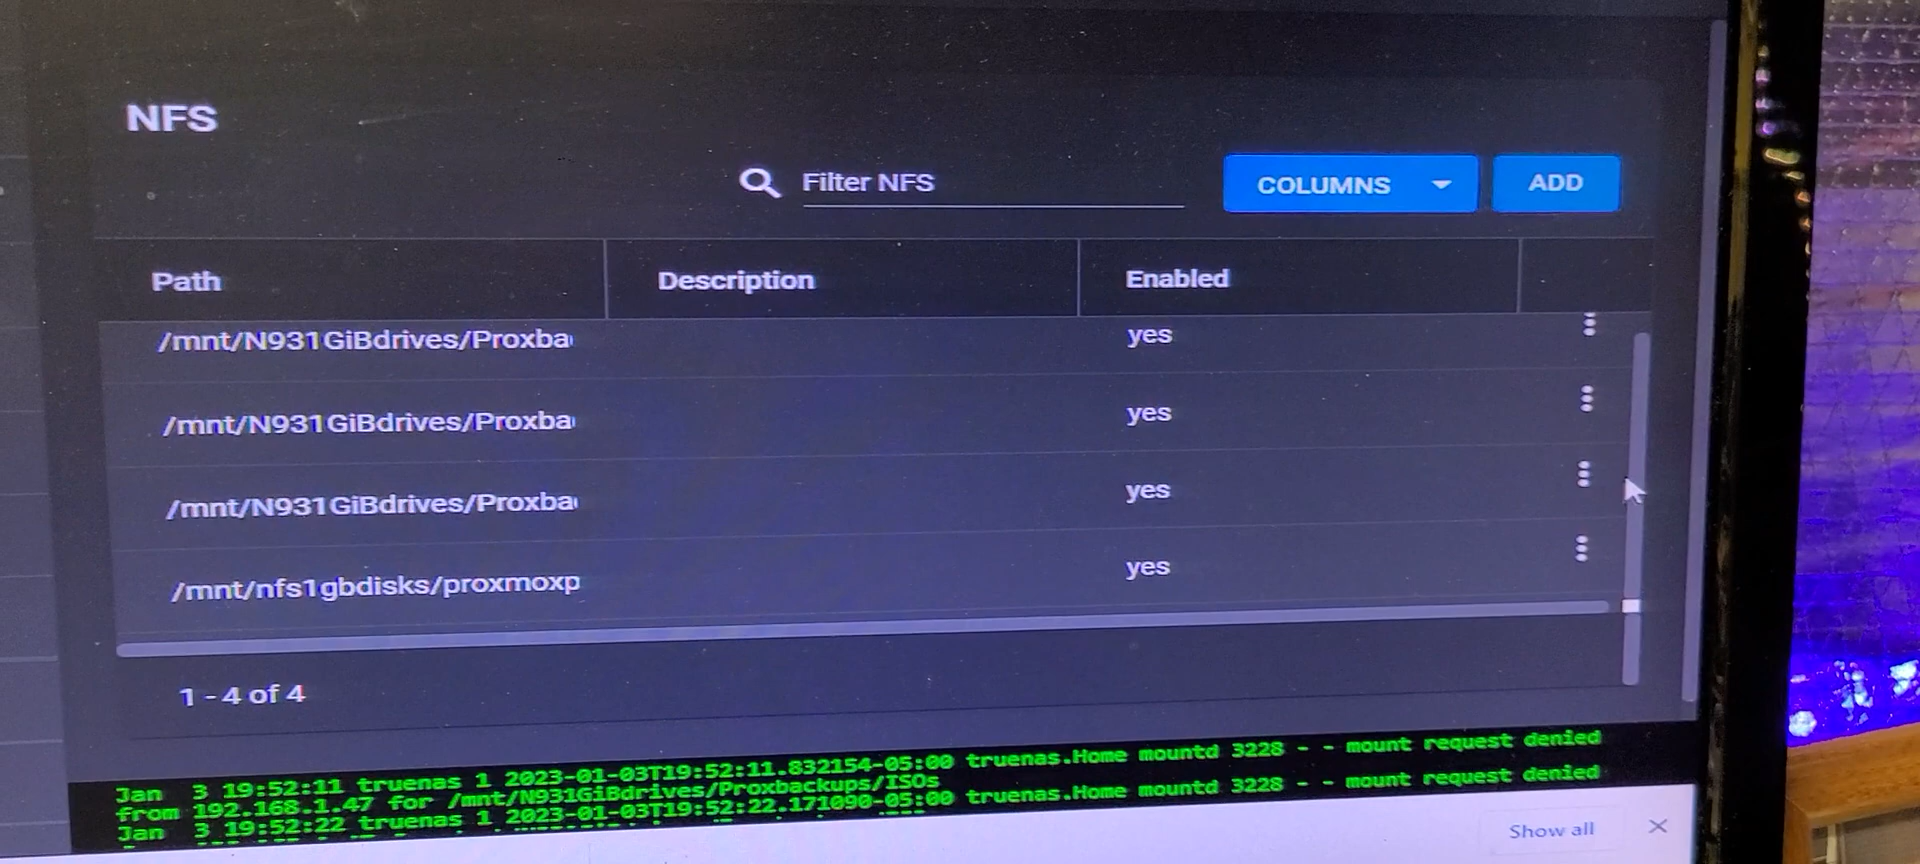 NFS
Filter NFS
COLUMNS
ADD
Path Description Enabled
/mnt/N931GiBdrives/Proxba yes
/mnt/N931GiBdrives/Proxba yes
/mnt/N931GiBdrives/Proxba yes
/mnt/nfs1gbdisks/proxmoxp yes
1 - 4 of 4
Jan 3 19:52:11 truenas 1 2023-01-03T19:52:11.832154-05:00 truenas.Home mountd 3228 - - mount request denied
from 192.168.1.47 for /mnt/N931GiBdrives/Proxbackups/ISOs
Jan 3 19:52:22 truenas 1 2023-01-03T19:52:22.171090-05:00 truenas.Home mountd 3228 - - mount request denied
Show all